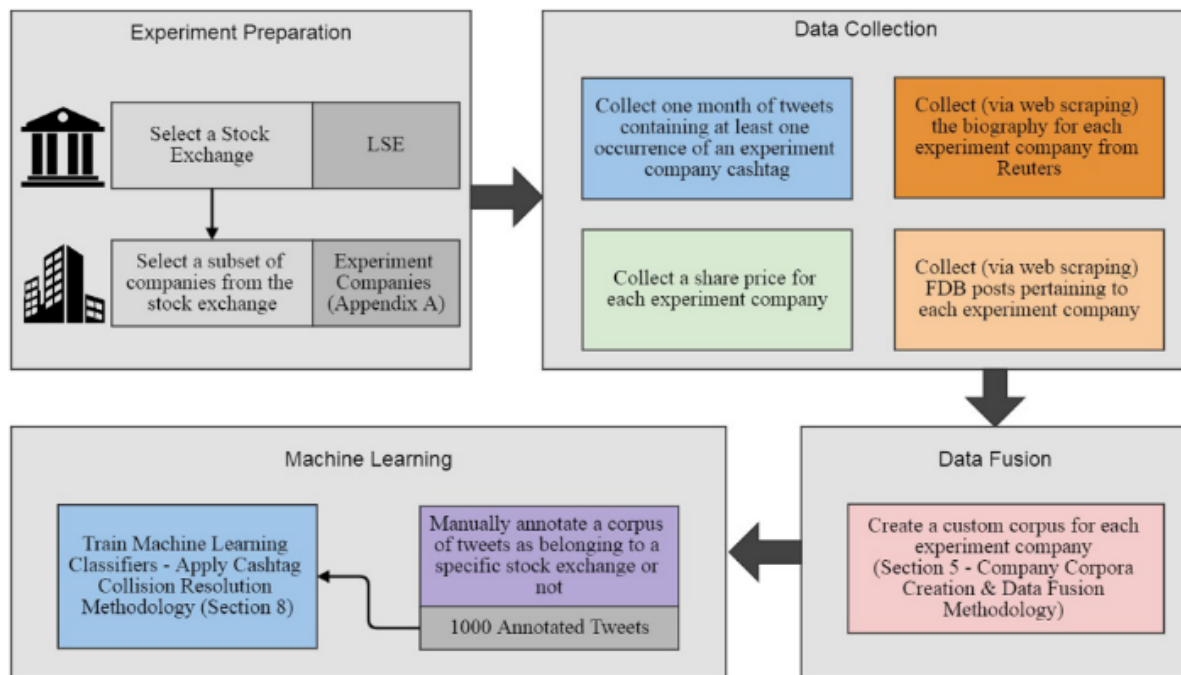 Experiment Preparation
Select a Stock
Exchange
LSE
Select a subset of
companies from the
stock exchange
Experiment
Companies
(Appendix A)
Data Collection
Collect one month of tweets
containing at least one
occurrence of an experiment
company cashtag
Collect (via web scraping)
the biography for each
experiment company from
Reuters
Collect a share price for
each experiment company
Collect (via web scraping)
FDB posts pertaining to
each experiment company
Machine Learning
Train Machine Learning
Classifiers - Apply Cashtag
Collision Resolution
Methodology (Section 8)
Manually annotate a corpus
of tweets as belonging to a
specific stock exchange or
not
1000 Annotated Tweets
Data Fusion
Create a custom corpus for each
experiment company
(Section 5 - Company Corpora
Creation & Data Fusion
Methodology)